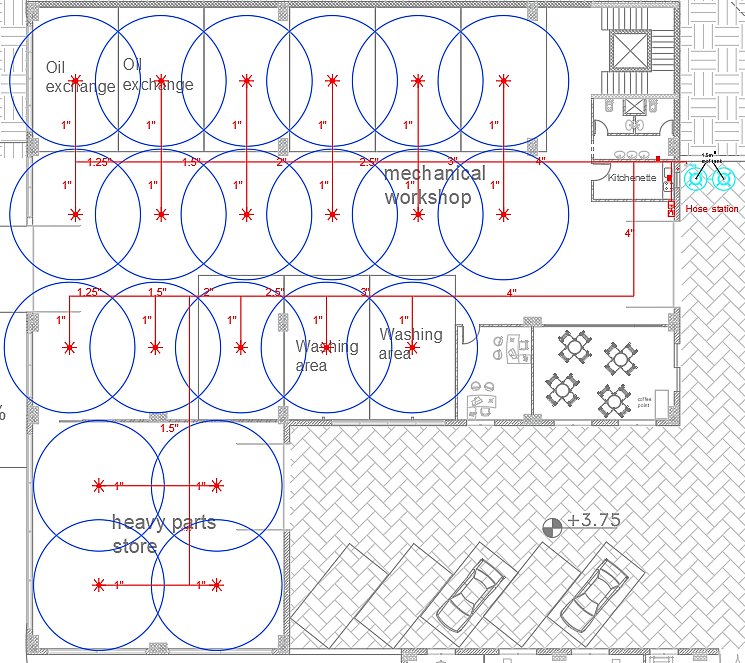 Oil
exchange
Oil
exchange
1" 1" 1" 1" 1" 1"
1.25" 1.5" 2" 2.5" 3" 4"
1.5m
mechanical
workshop
Kitchenette
1" 1" 1" 1" 1"
Hose station
4"
1.25" 1.5" 2" 2.5" 3" 4"
1" 1" 1" 1" 1"
Washing
area
Washing
area
coffee
point
1.5"
1" 1"
heavy parts
store
+3.75
1" 1"